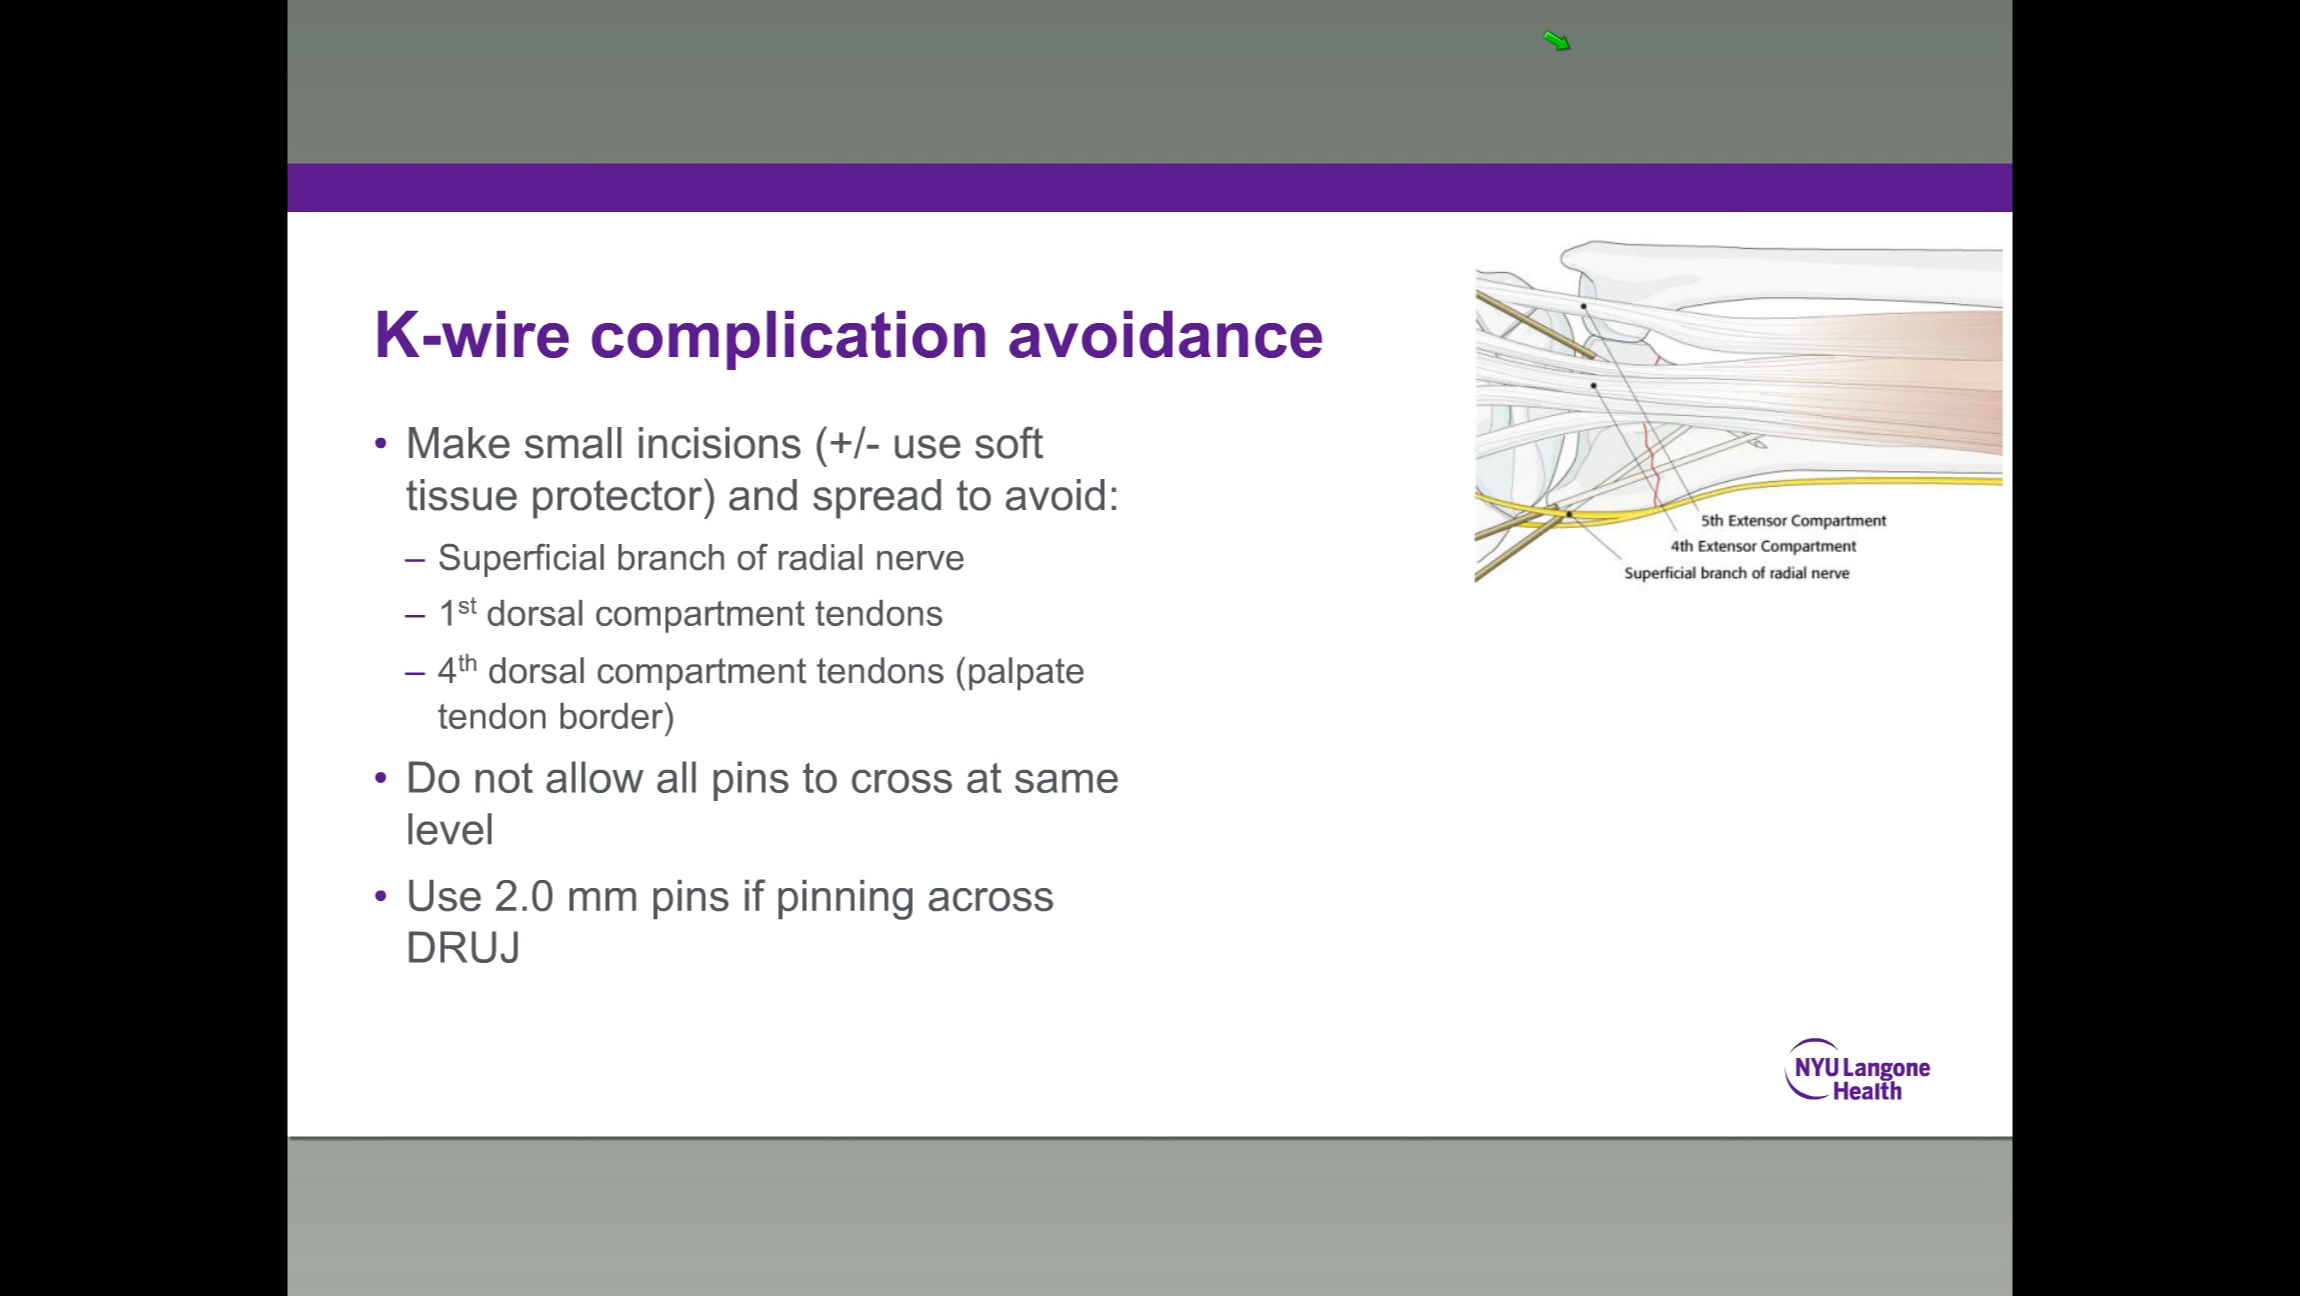 K-wire complication avoidance
• Make small incisions (+/- use soft
tissue protector) and spread to avoid:
– Superficial branch of radial nerve
– 1st dorsal compartment tendons
– 4th dorsal compartment tendons (palpate
tendon border)
• Do not allow all pins to cross at same
level
• Use 2.0 mm pins if pinning across
DRUJ
5th Extensor Compartment
4th Extensor Compartment
Superficial branch of radial nerve
NYU Langone
Health